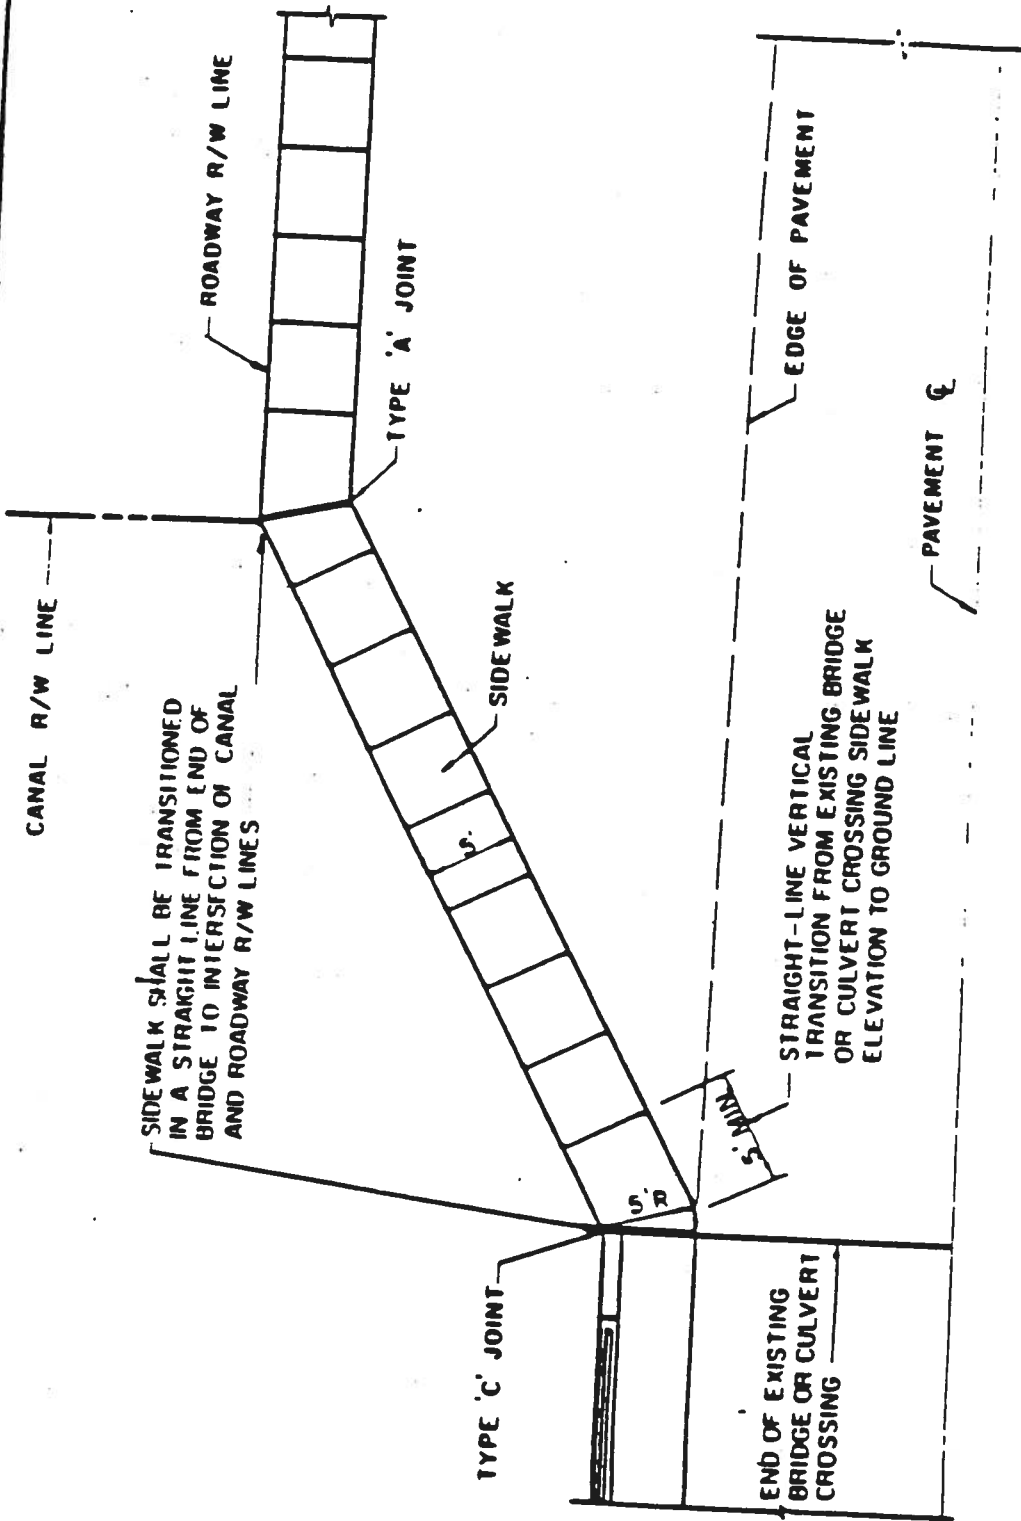 CANAL R/W LINE
ROADWAY R/W LINE
SIDEWALK SHALL BE TRANSITIONED
IN A STRAIGHT LINE FROM END OF
BRIDGE TO INTERSECTION OF CANAL
AND ROADWAY R/W LINES
TYPE 'A' JOINT
SIDEWALK
5'
TYPE 'C' JOINT
5'R
5' MIN.
EDGE OF PAVEMENT
STRAIGHT-LINE VERTICAL
TRANSITION FROM EXISTING BRIDGE
OR CULVERT CROSSING SIDEWALK
ELEVATION TO GROUND LINE
END OF EXISTING
BRIDGE OR CULVERT
CROSSING
PAVEMENT ℄